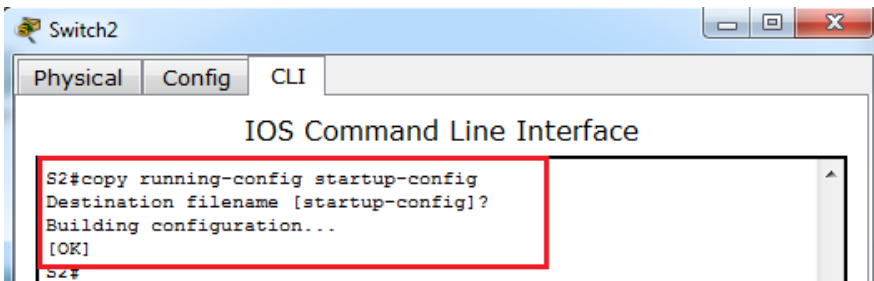 Switch2
Physical Config CLI
IOS Command Line Interface
S2#copy running-config startup-config
Destination filename [startup-config]?
Building configuration...
[OK]
S2#